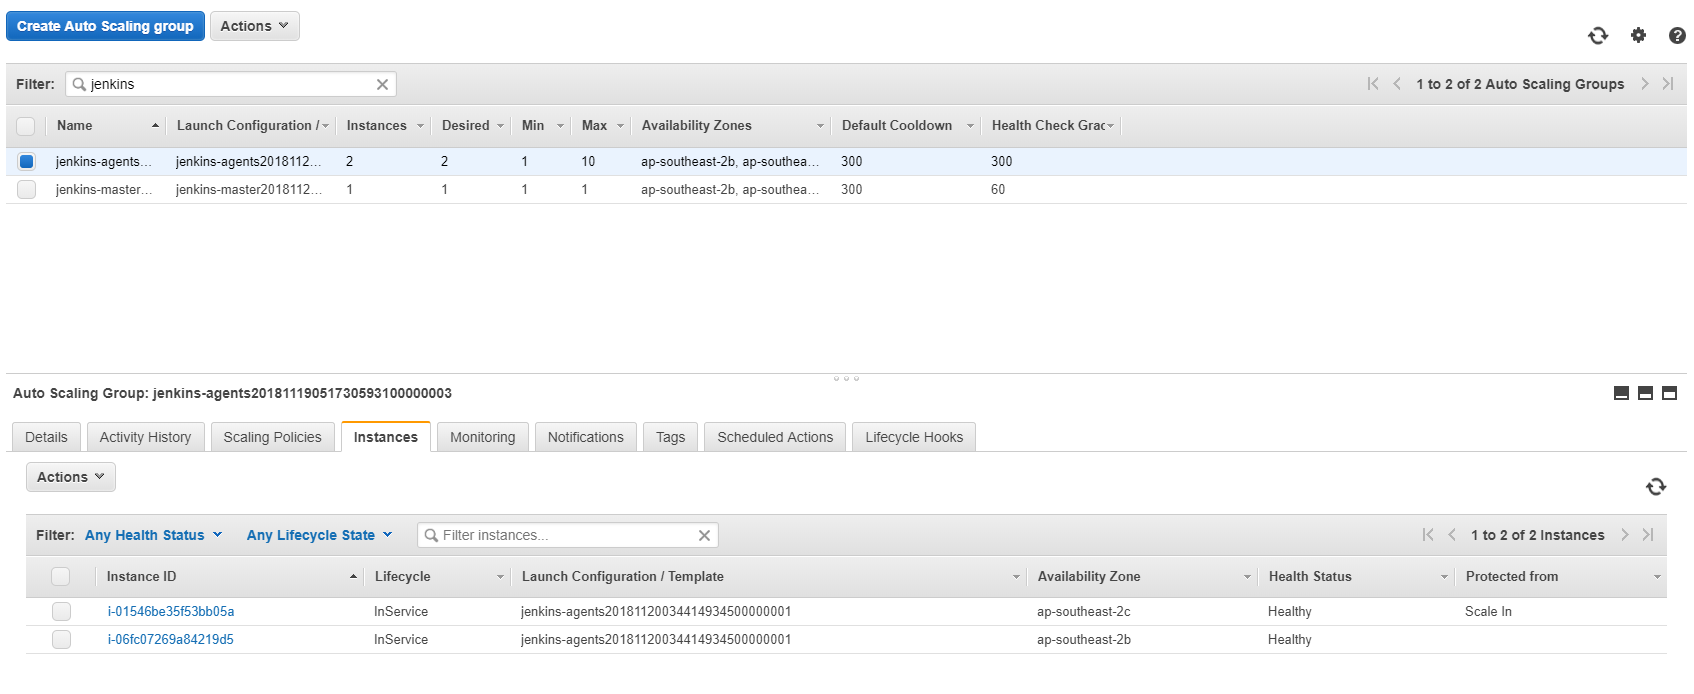 Create Auto Scaling group Actions
Filter: jenkins 1 to 2 of 2 Auto Scaling Groups
Name Launch Configuration / Instances Desired Min Max Availability Zones Default Cooldown Health Check Grac
jenkins-agents... jenkins-agents2018112... 2 2 1 10 ap-southeast-2b, ap-southea... 300 300
jenkins-master... jenkins-master2018112... 1 1 1 1 ap-southeast-2b, ap-southea... 300 60
Auto Scaling Group: jenkins-agents20181119051730593100000003
Details Activity History Scaling Policies Instances Monitoring Notifications Tags Scheduled Actions Lifecycle Hooks
Actions
Filter: Any Health Status Any Lifecycle State Filter instances... 1 to 2 of 2 Instances
Instance ID Lifecycle Launch Configuration / Template Availability Zone Health Status Protected from
i-01546be35f53bb05a InService jenkins-agents20181120034414934500000001 ap-southeast-2c Healthy Scale In
i-06fc07269a84219d5 InService jenkins-agents20181120034414934500000001 ap-southeast-2b Healthy